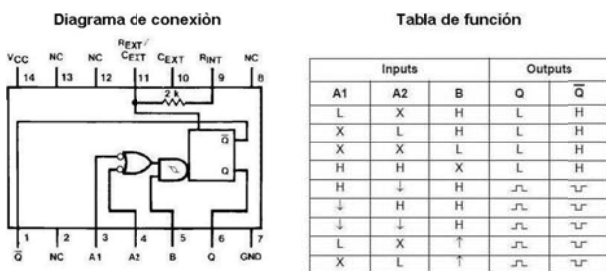 Diagrama de conexiòn
Tabla de función
REXT/
VCC NC NC CEXT CEXT RINT NC
14 13 12 11 10 9 8
2 k
Q
Q
1 2 3 4 5 6 7
Q NC A1 A2 B Q GND
Inputs Outputs
A1 A2 B Q Q
L X H L H
X L H L H
X X L L H
H H X L H
H ↓ H
↓ H H
↓ ↓ H
L X ↑
X L ↑